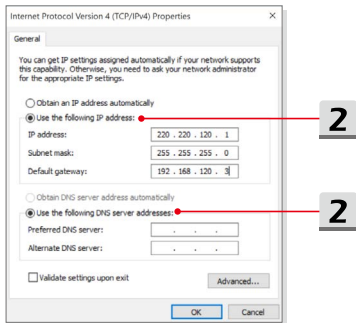 Internet Protocol Version 4 (TCP/IPv4) Properties
General
You can get IP settings assigned automatically if your network supports
this capability. Otherwise, you need to ask your network administrator
for the appropriate IP settings.
Obtain an IP address automatically
Use the following IP address:
2
IP address: 220 . 220 . 120 . 1
Subnet mask: 255 . 255 . 255 . 0
Default gateway: 192 . 168 . 120 . 3
Obtain DNS server address automatically
Use the following DNS server addresses:
2
Preferred DNS server: . . .
Alternate DNS server: . . .
Validate settings upon exit
Advanced...
OK Cancel